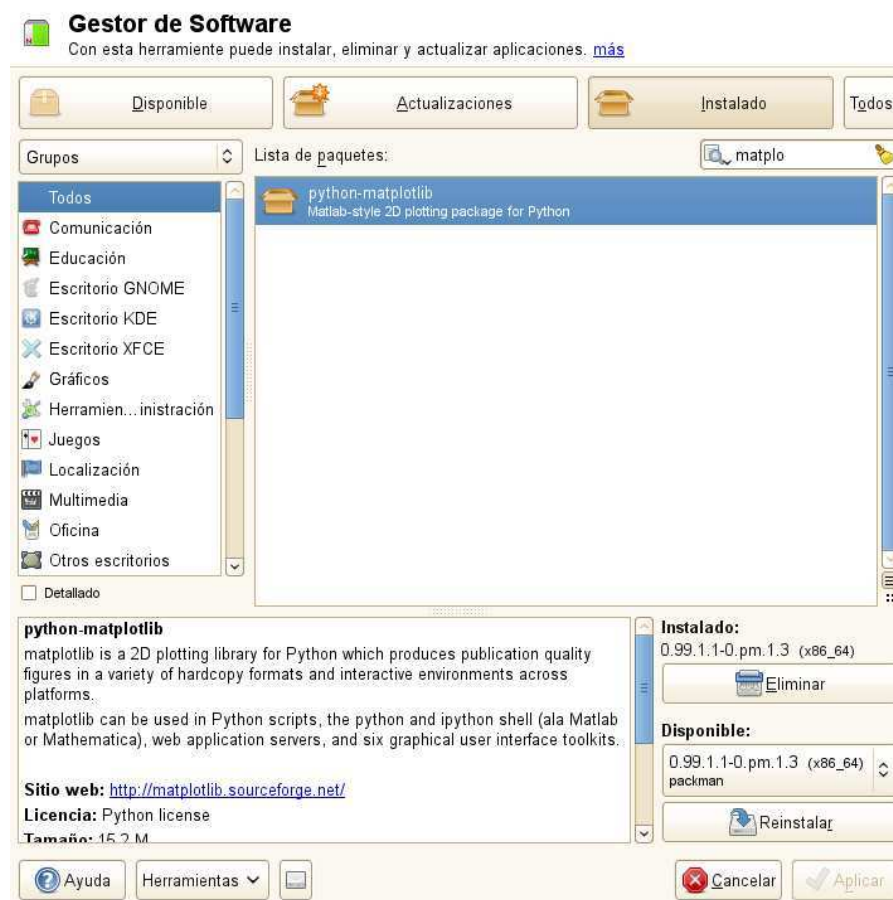 Gestor de Software
Con esta herramiente puede instalar, eliminar y actualizar aplicaciones. más
Disponible
Actualizaciones
Instalado
Todos
Grupos
Lista de paquetes:
matplo
Todos
Comunicación
Educación
Escritorio GNOME
Escritorio KDE
Escritorio XFCE
Gráficos
Herramien...inistración
Juegos
Localización
Multimedia
Oficina
Otros escritorios
Detallado
python-matplotlib
Matlab-style 2D plotting package for Python
python-matplotlib
matplotlib is a 2D plotting library for Python which produces publication quality
figures in a variety of hardcopy formats and interactive environments across
platforms.
matplotlib can be used in Python scripts, the python and ipython shell (ala Matlab
or Mathematica), web application servers, and six graphical user interface toolkits.
Sitio web: http://matplotlib.sourceforge.net/
Licencia: Python license
Tamaño: 15.2 M
Instalado:
0.99.1.1-0.pm.1.3 (x86_64)
Eliminar
Disponible:
0.99.1.1-0.pm.1.3 (x86_64)
packman
Reinstalar
Ayuda
Herramientas
Cancelar
Aplicar